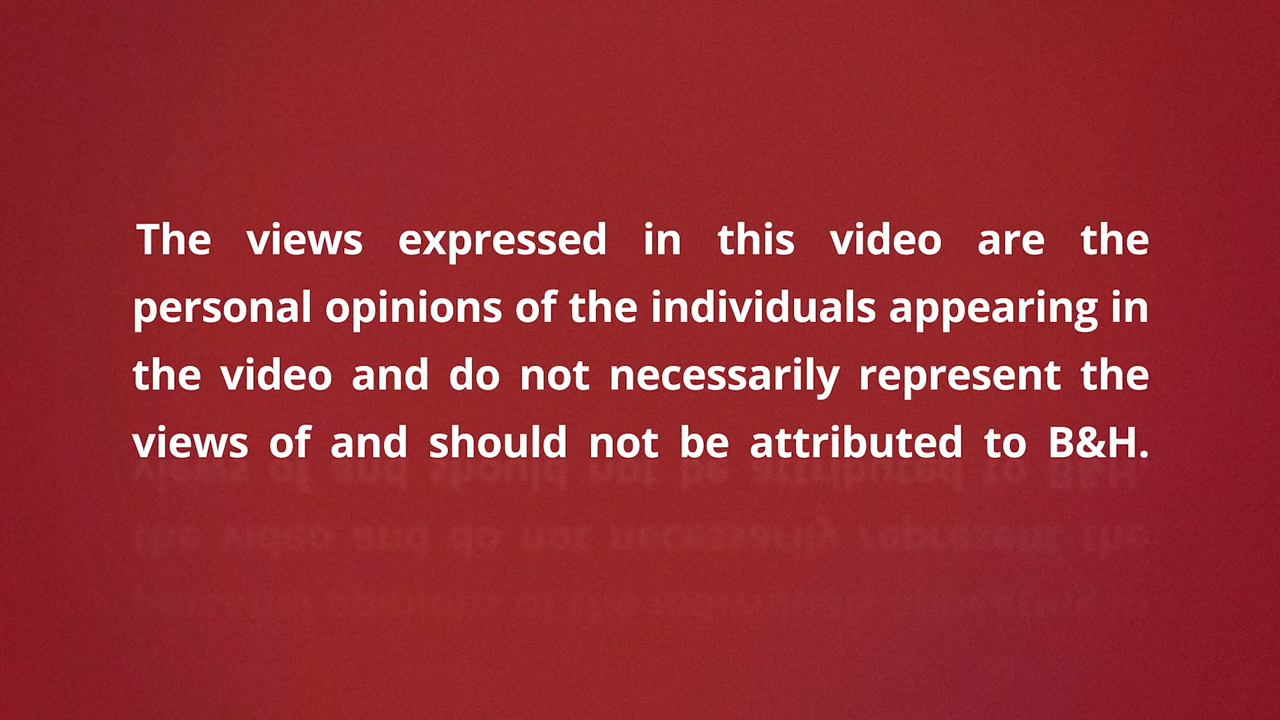 The views expressed in this video are the
personal opinions of the individuals appearing in
the video and do not necessarily represent the
views of and should not be attributed to B&H.